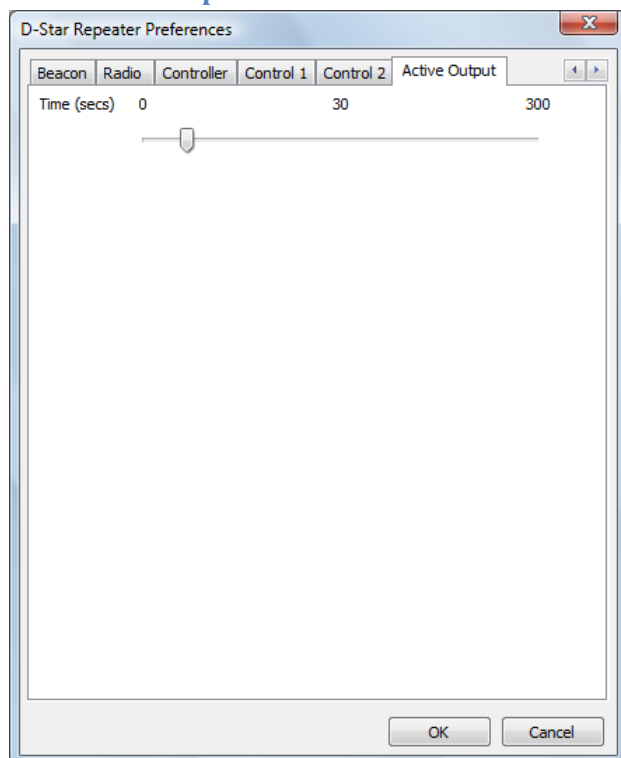 D-Star Repeater Preferences
Beacon Radio Controller Control 1 Control 2 Active Output
Time (secs) 0 30 300
OK Cancel